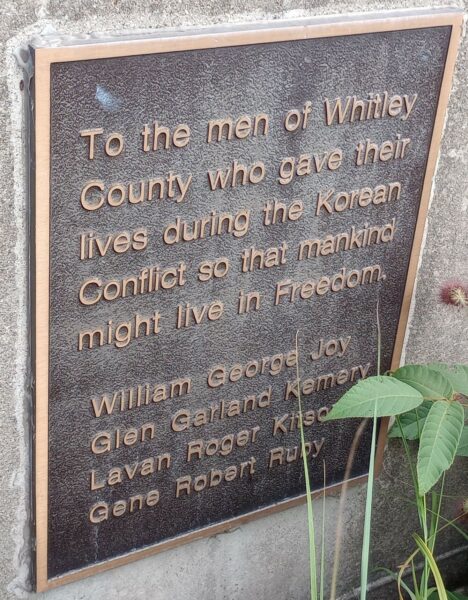 To the men of Whitley
County who gave their
lives during the Korean
Conflict so that mankind
might live in Freedom.
William George Joy
Glen Garland Kemery
Lavan Roger
Gene Robert Ruby